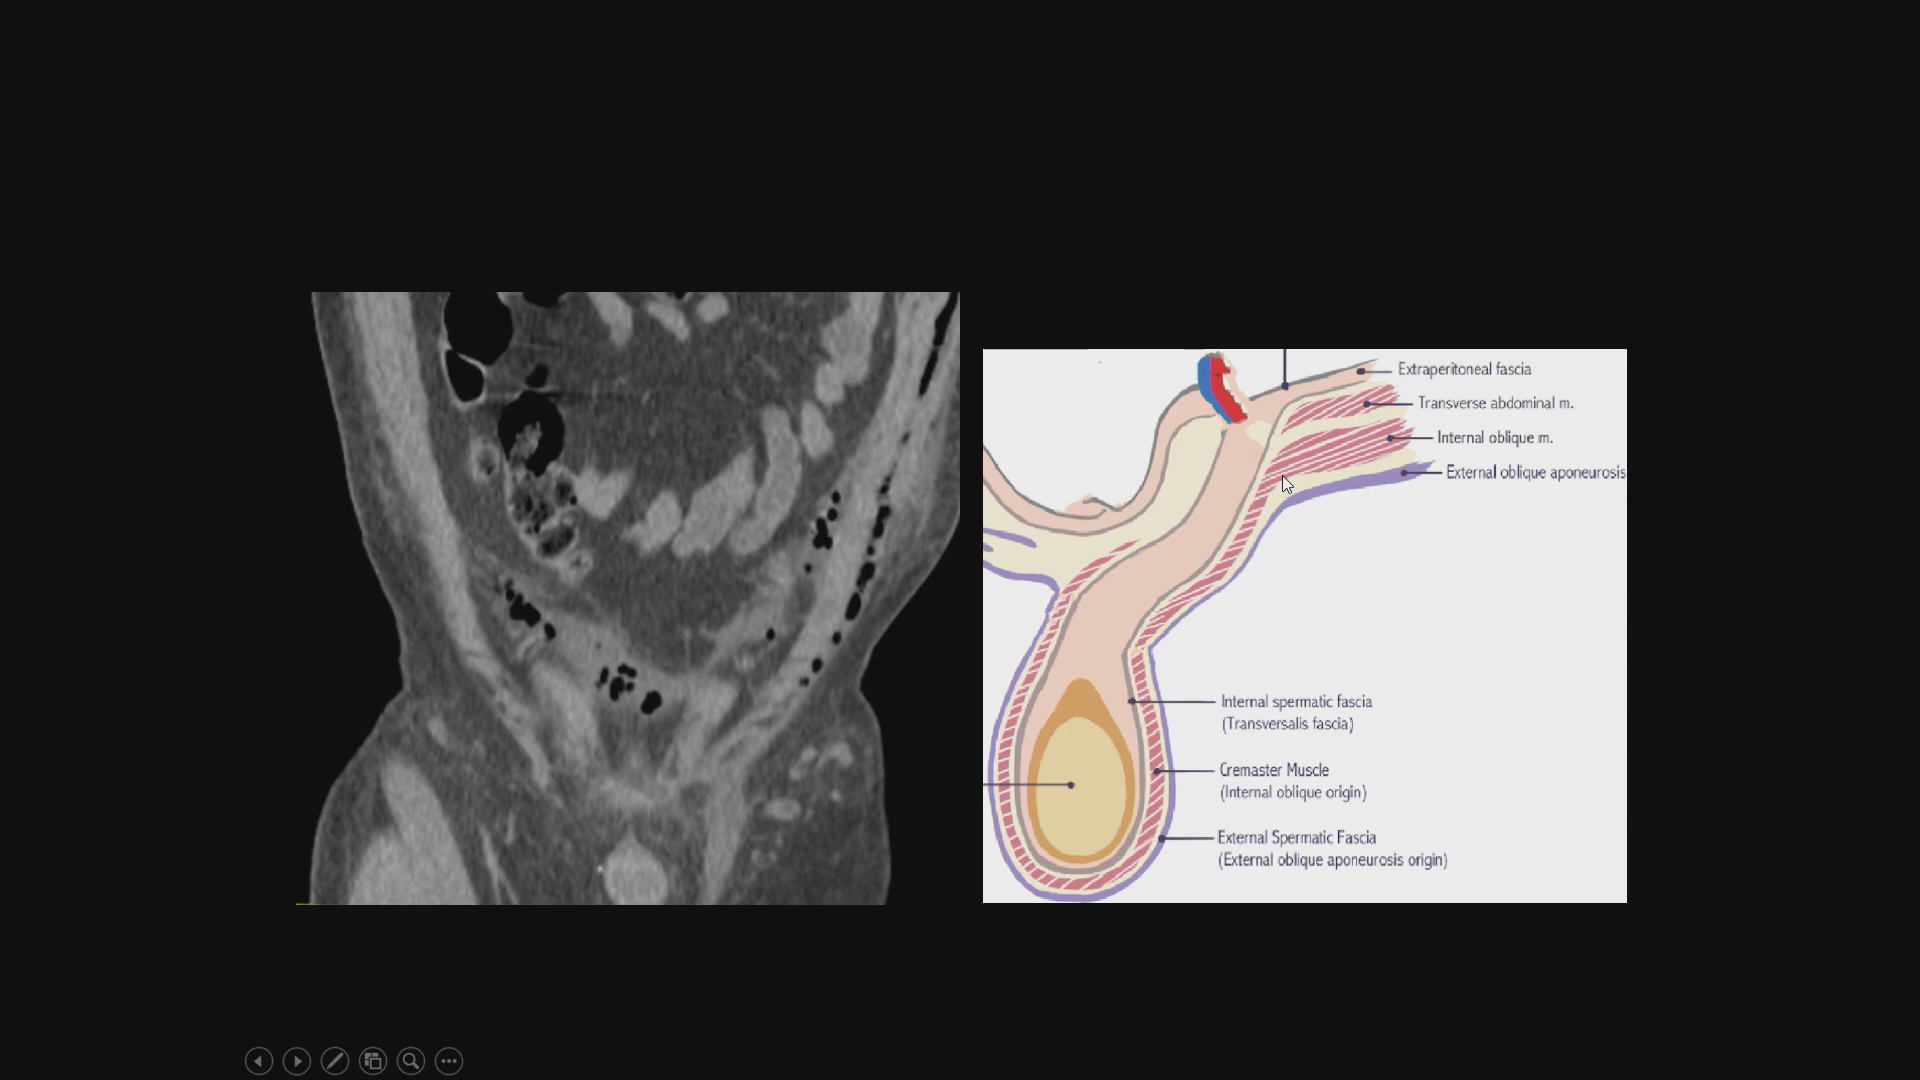 Extraperitoneal fascia
Transverse abdominal m.
Internal oblique m.
External oblique aponeurosis
Internal spermatic fascia
(Transversalis fascia)
Cremaster Muscle
(Internal oblique origin)
External Spermatic Fascia
(External oblique aponeurosis origin)